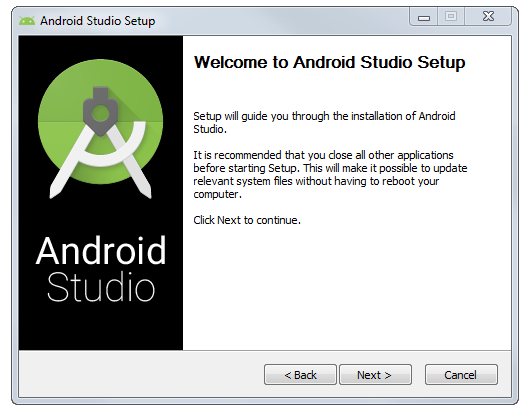 Android Studio Setup
Welcome to Android Studio Setup
Setup will guide you through the installation of Android
Studio.
It is recommended that you close all other applications
before starting Setup. This will make it possible to update
relevant system files without having to reboot your
computer.
Click Next to continue.
Android
Studio
< Back
Next >
Cancel